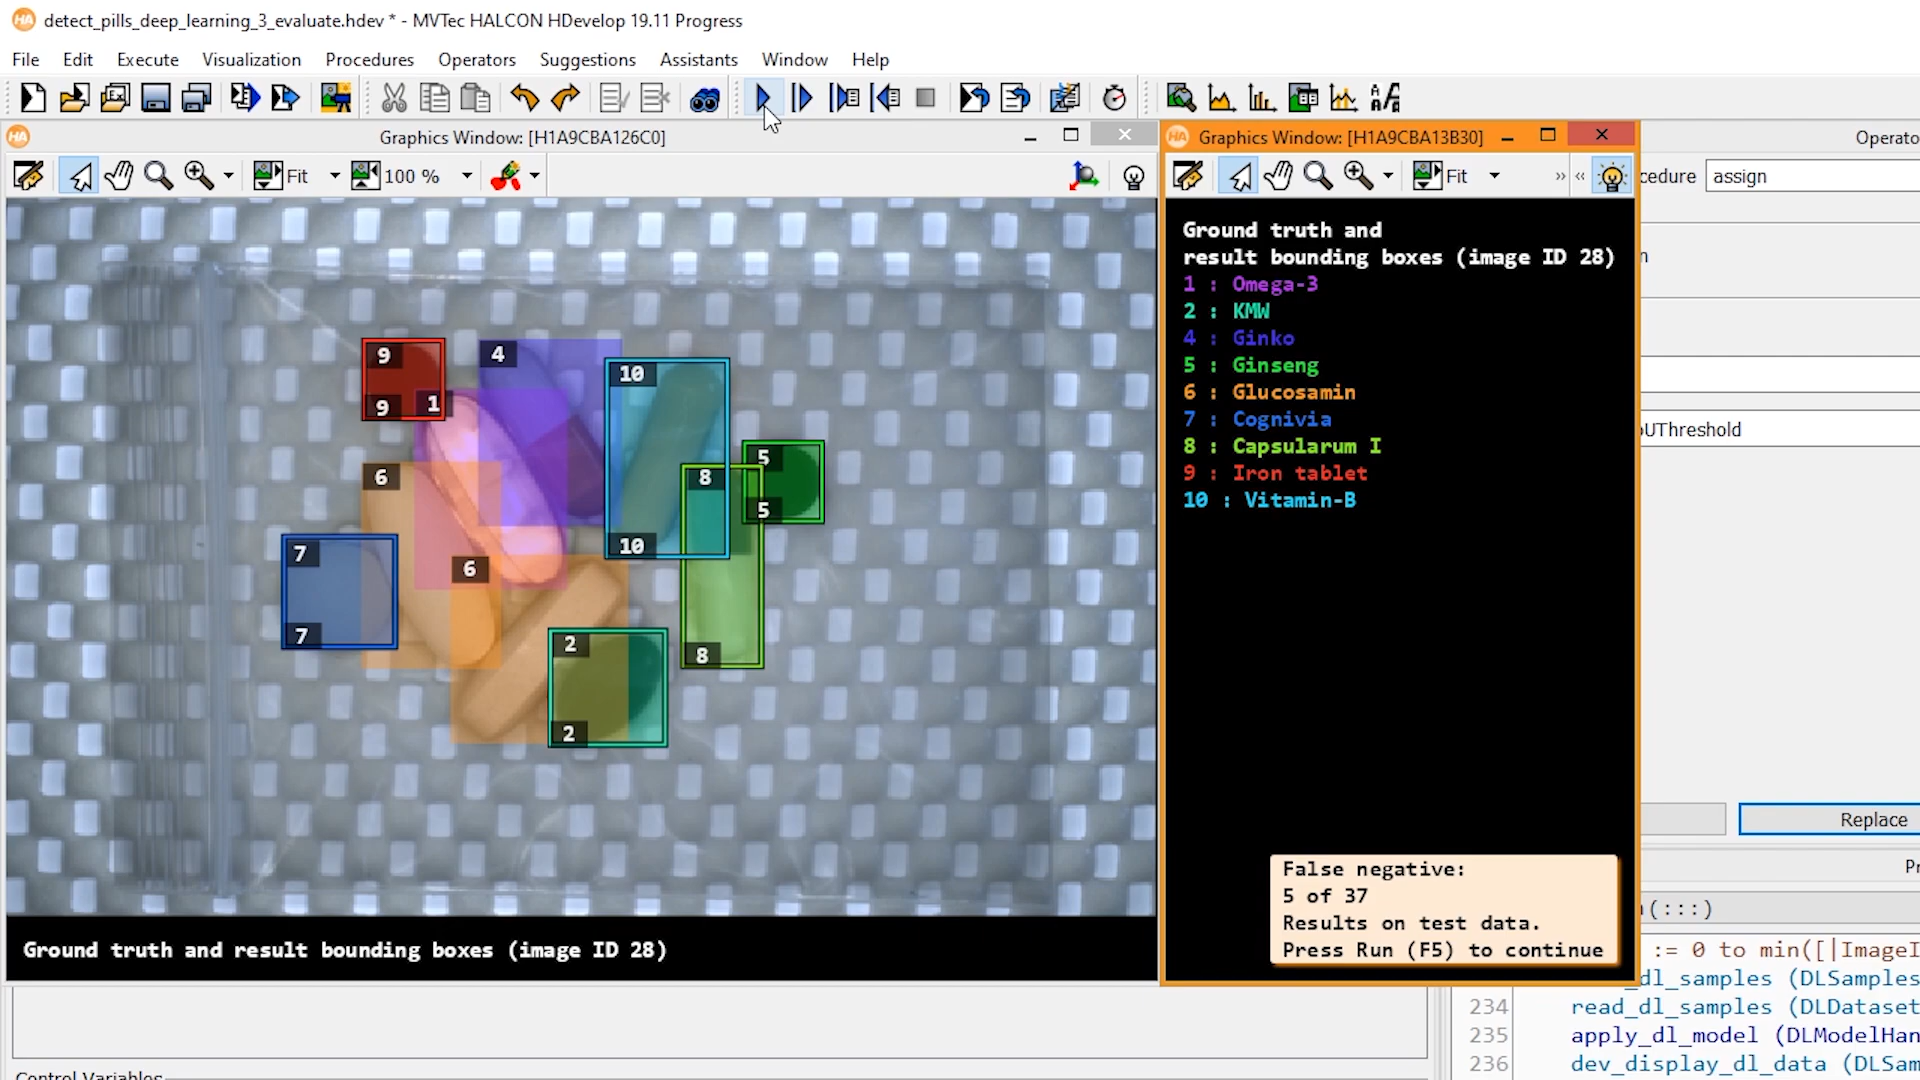 detect_pills_deep_learning_3_evaluate.hdev * - MVTec HALCON HDevelop 19.11 Progress
File Edit Execute Visualization Procedures Operators Suggestions Assistants Window Help
Graphics Window: [H1A9CBA126C0]
Fit 100 %
9
9
1
4
10
10
5
5
8
8
6
6
7
7
2
2
Ground truth and result bounding boxes (image ID 28)
Graphics Window: [H1A9CBA13B30]
Fit
Ground truth and
result bounding boxes (image ID 28)
1 : Omega-3
2 : KMW
4 : Ginko
5 : Ginseng
6 : Glucosamin
7 : Cognivia
8 : Capsularum I
9 : Iron tablet
10 : Vitamin-B
False negative:
5 of 37
Results on test data.
Press Run (F5) to continue
Operato
cedure assign
UThreshold
Replace
Pr
(:::)
:= 0 to min([|ImageI
_dl_samples (DLSamples
234 read_dl_samples (DLDataset
235 apply_dl_model (DLModelHan
236 dev_display_dl_data (DLSam